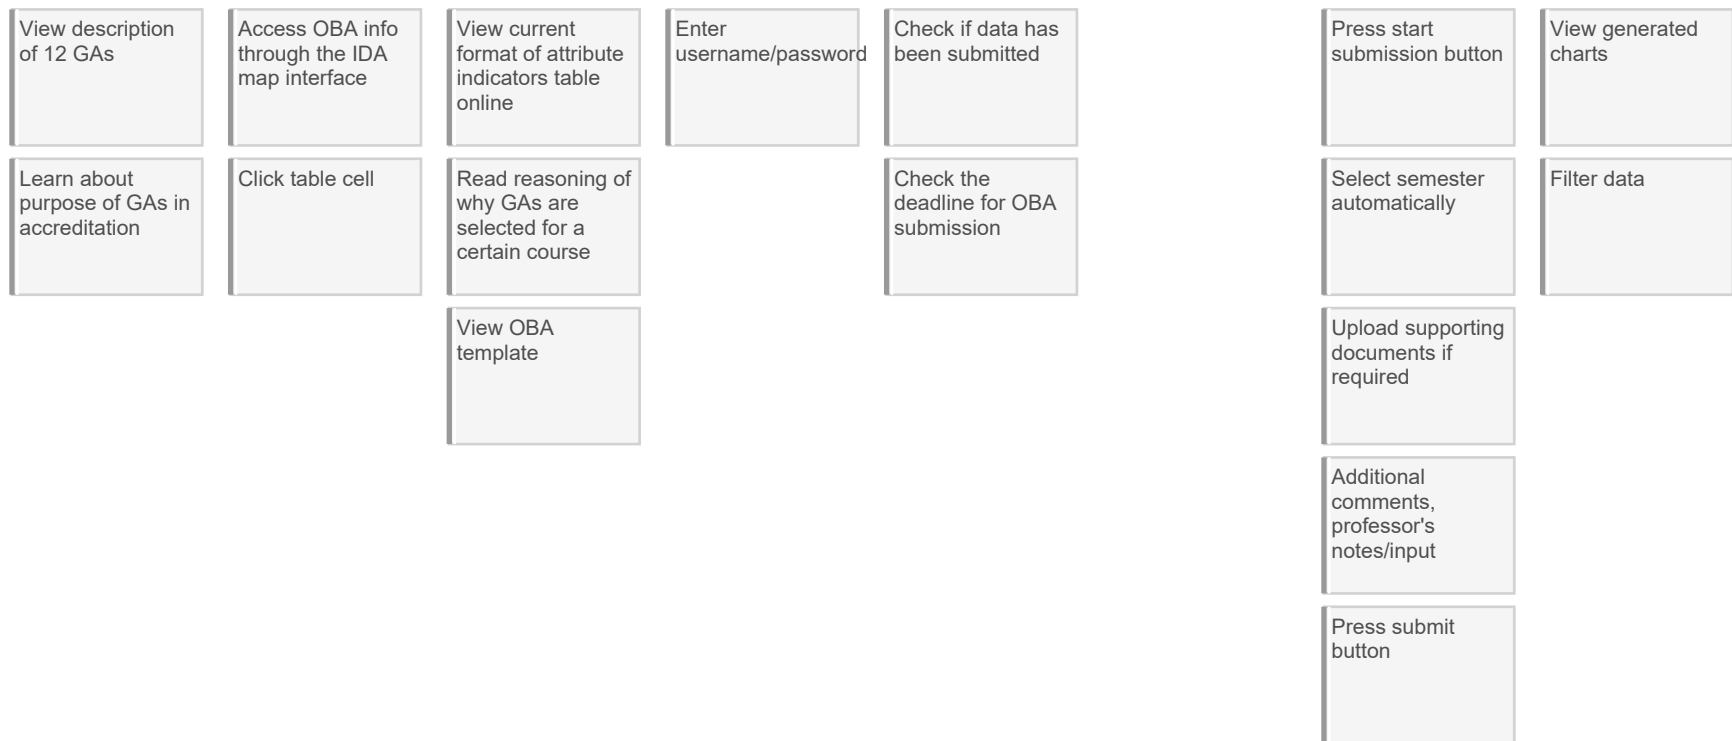 View description
of 12 GAs
Access OBA info
through the IDA
map interface
View current
format of attribute
indicators table
online
Enter
username/password
Check if data has
been submitted
Press start
submission button
View generated
charts
Learn about
purpose of GAs in
accreditation
Click table cell
Read reasoning of
why GAs are
selected for a
certain course
Check the
deadline for OBA
submission
Select semester
automatically
Filter data
View OBA
template
Upload supporting
documents if
required
Additional
comments,
professor's
notes/input
Press submit
button